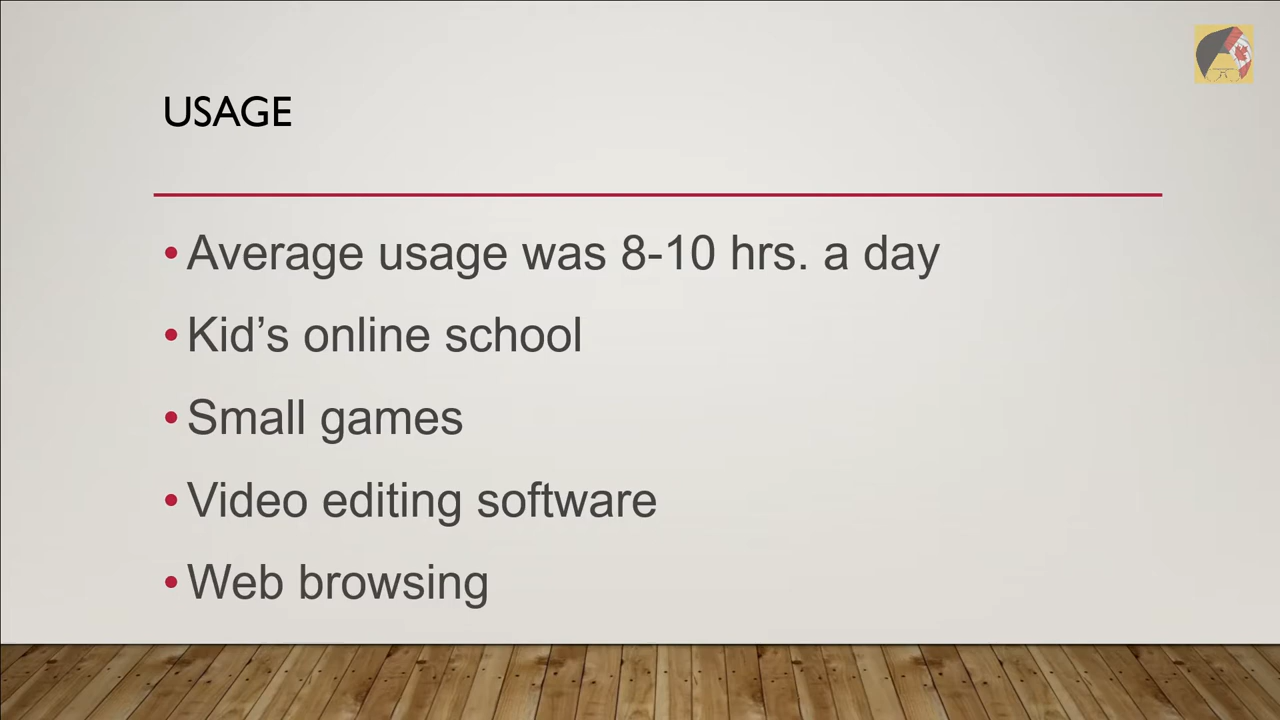 USAGE
•Average usage was 8-10 hrs. a day
•Kid’s online school
•Small games
•Video editing software
•Web browsing